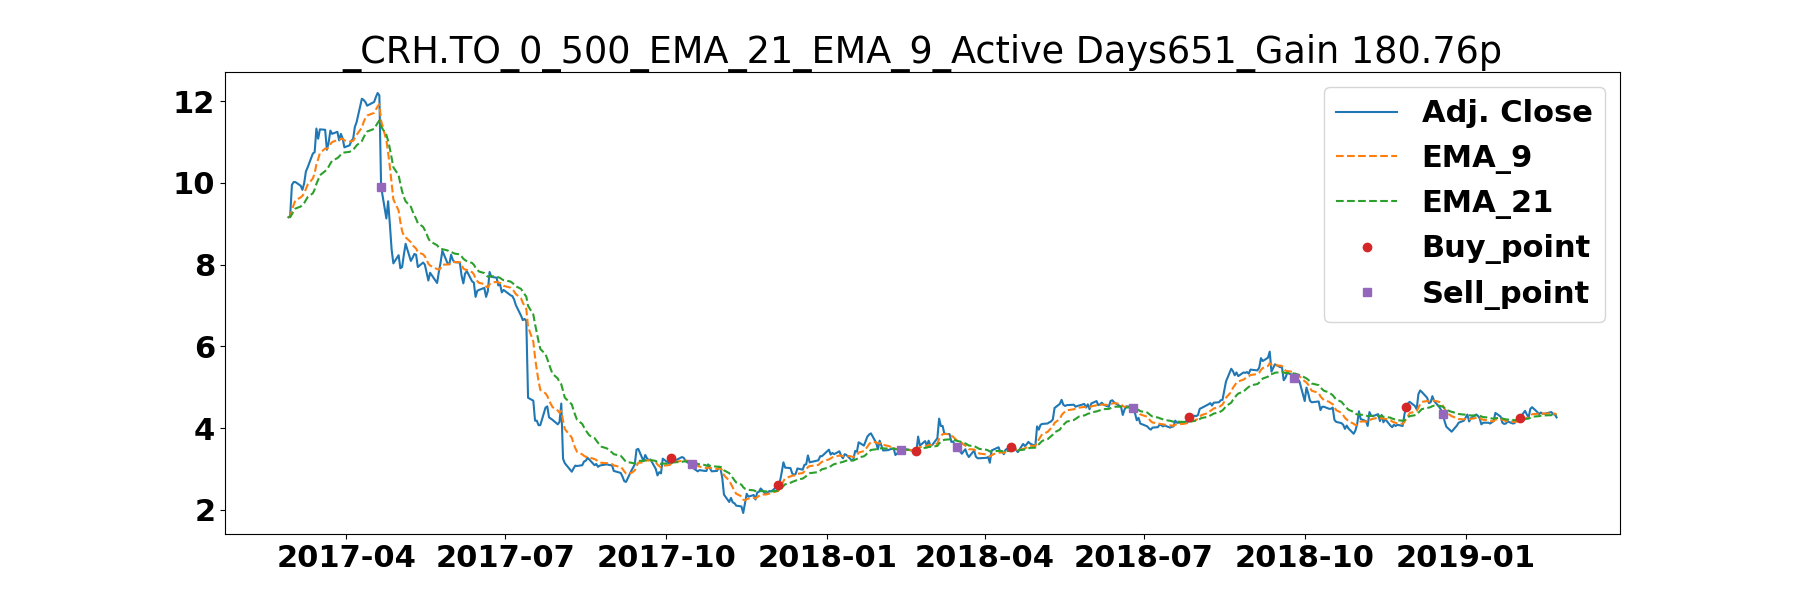 _CRH.TO_0_500_EMA_21_EMA_9_Active Days651_Gain 180.76p
12
10
8
6
4
2
Adj. Close
EMA_9
EMA_21
Buy_point
Sell_point
2017-04 2017-07 2017-10 2018-01 2018-04 2018-07 2018-10 2019-01